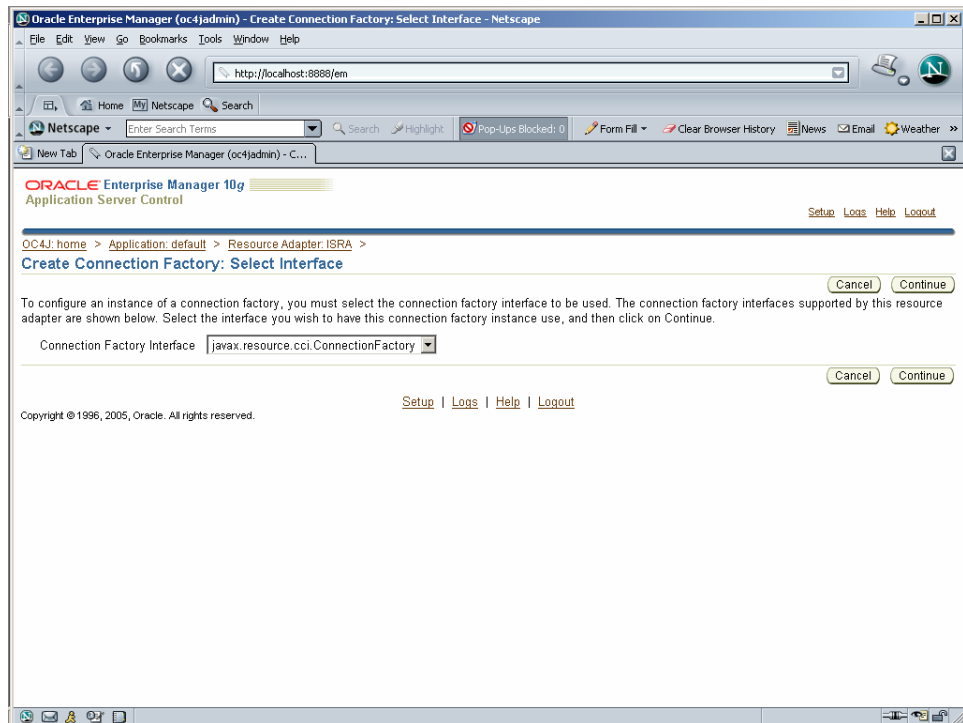 Oracle Enterprise Manager (oc4jadmin) - Create Connection Factory: Select Interface - Netscape
File Edit View Go Bookmarks Tools Window Help
http://localhost:8888/em
N
Home My Netscape Search
Netscape Enter Search Terms Search Highlight Pop-Ups Blocked: 0 Form Fill Clear Browser History News Email Weather »
New Tab Oracle Enterprise Manager (oc4jadmin) - C...
ORACLE Enterprise Manager 10g
Application Server Control
Setup Logs Help Logout
OC4J: home > Application: default > Resource Adapter: ISRA >
Create Connection Factory: Select Interface
Cancel Continue
To configure an instance of a connection factory, you must select the connection factory interface to be used. The connection factory interfaces supported by this resource
adapter are shown below. Select the interface you wish to have this connection factory instance use, and then click on Continue.
Connection Factory Interface javax.resource.cci.ConnectionFactory
Cancel Continue
Setup | Logs | Help | Logout
Copyright © 1996, 2005, Oracle. All rights reserved.